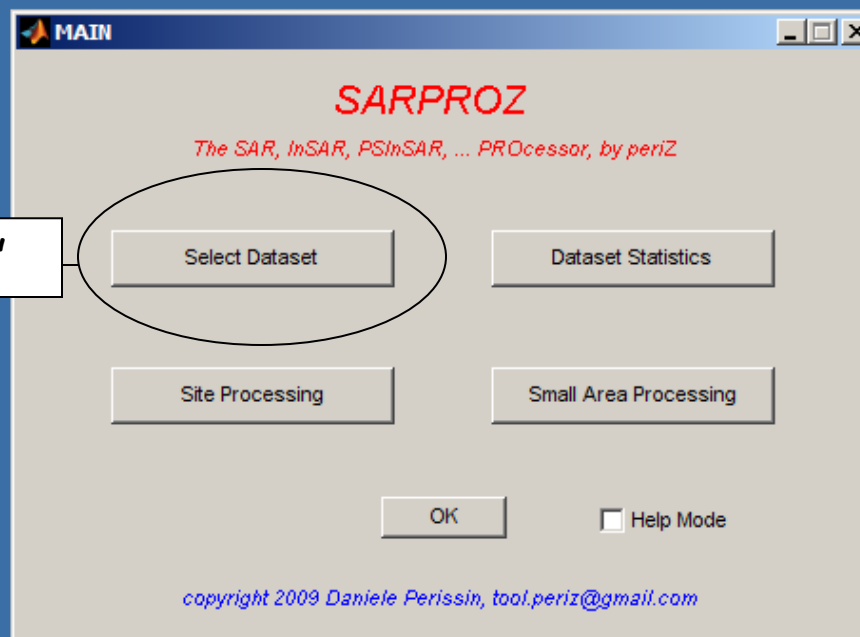 MAIN
SARPROZ
The SAR, InSAR, PSInSAR, ... PROcessor, by periZ
"
Select Dataset
Dataset Statistics
Site Processing
Small Area Processing
OK
Help Mode
copyright 2009 Daniele Perissin, tool.periz@gmail.com